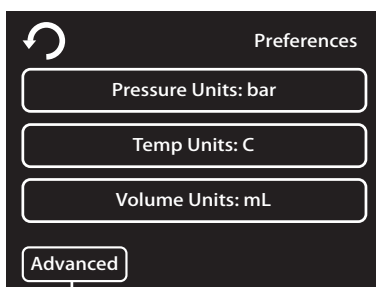 Preferences
Pressure Units: bar
Temp Units: C
Volume Units: mL
Advanced